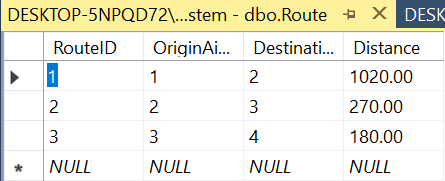 DESKTOP-5NPQD72\...stem - dbo.Route DESK
RouteID OriginAi... Destinati... Distance
1 1 2 1020.00
2 2 3 270.00
3 3 4 180.00
NULL NULL NULL NULL